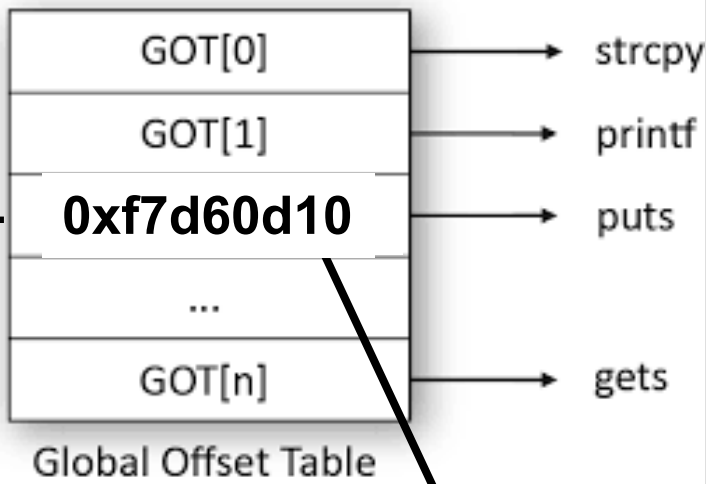 GOT[0] strcpy
GOT[1] printf
0xf7d60d10 puts
...
GOT[n] gets
Global Offset Table